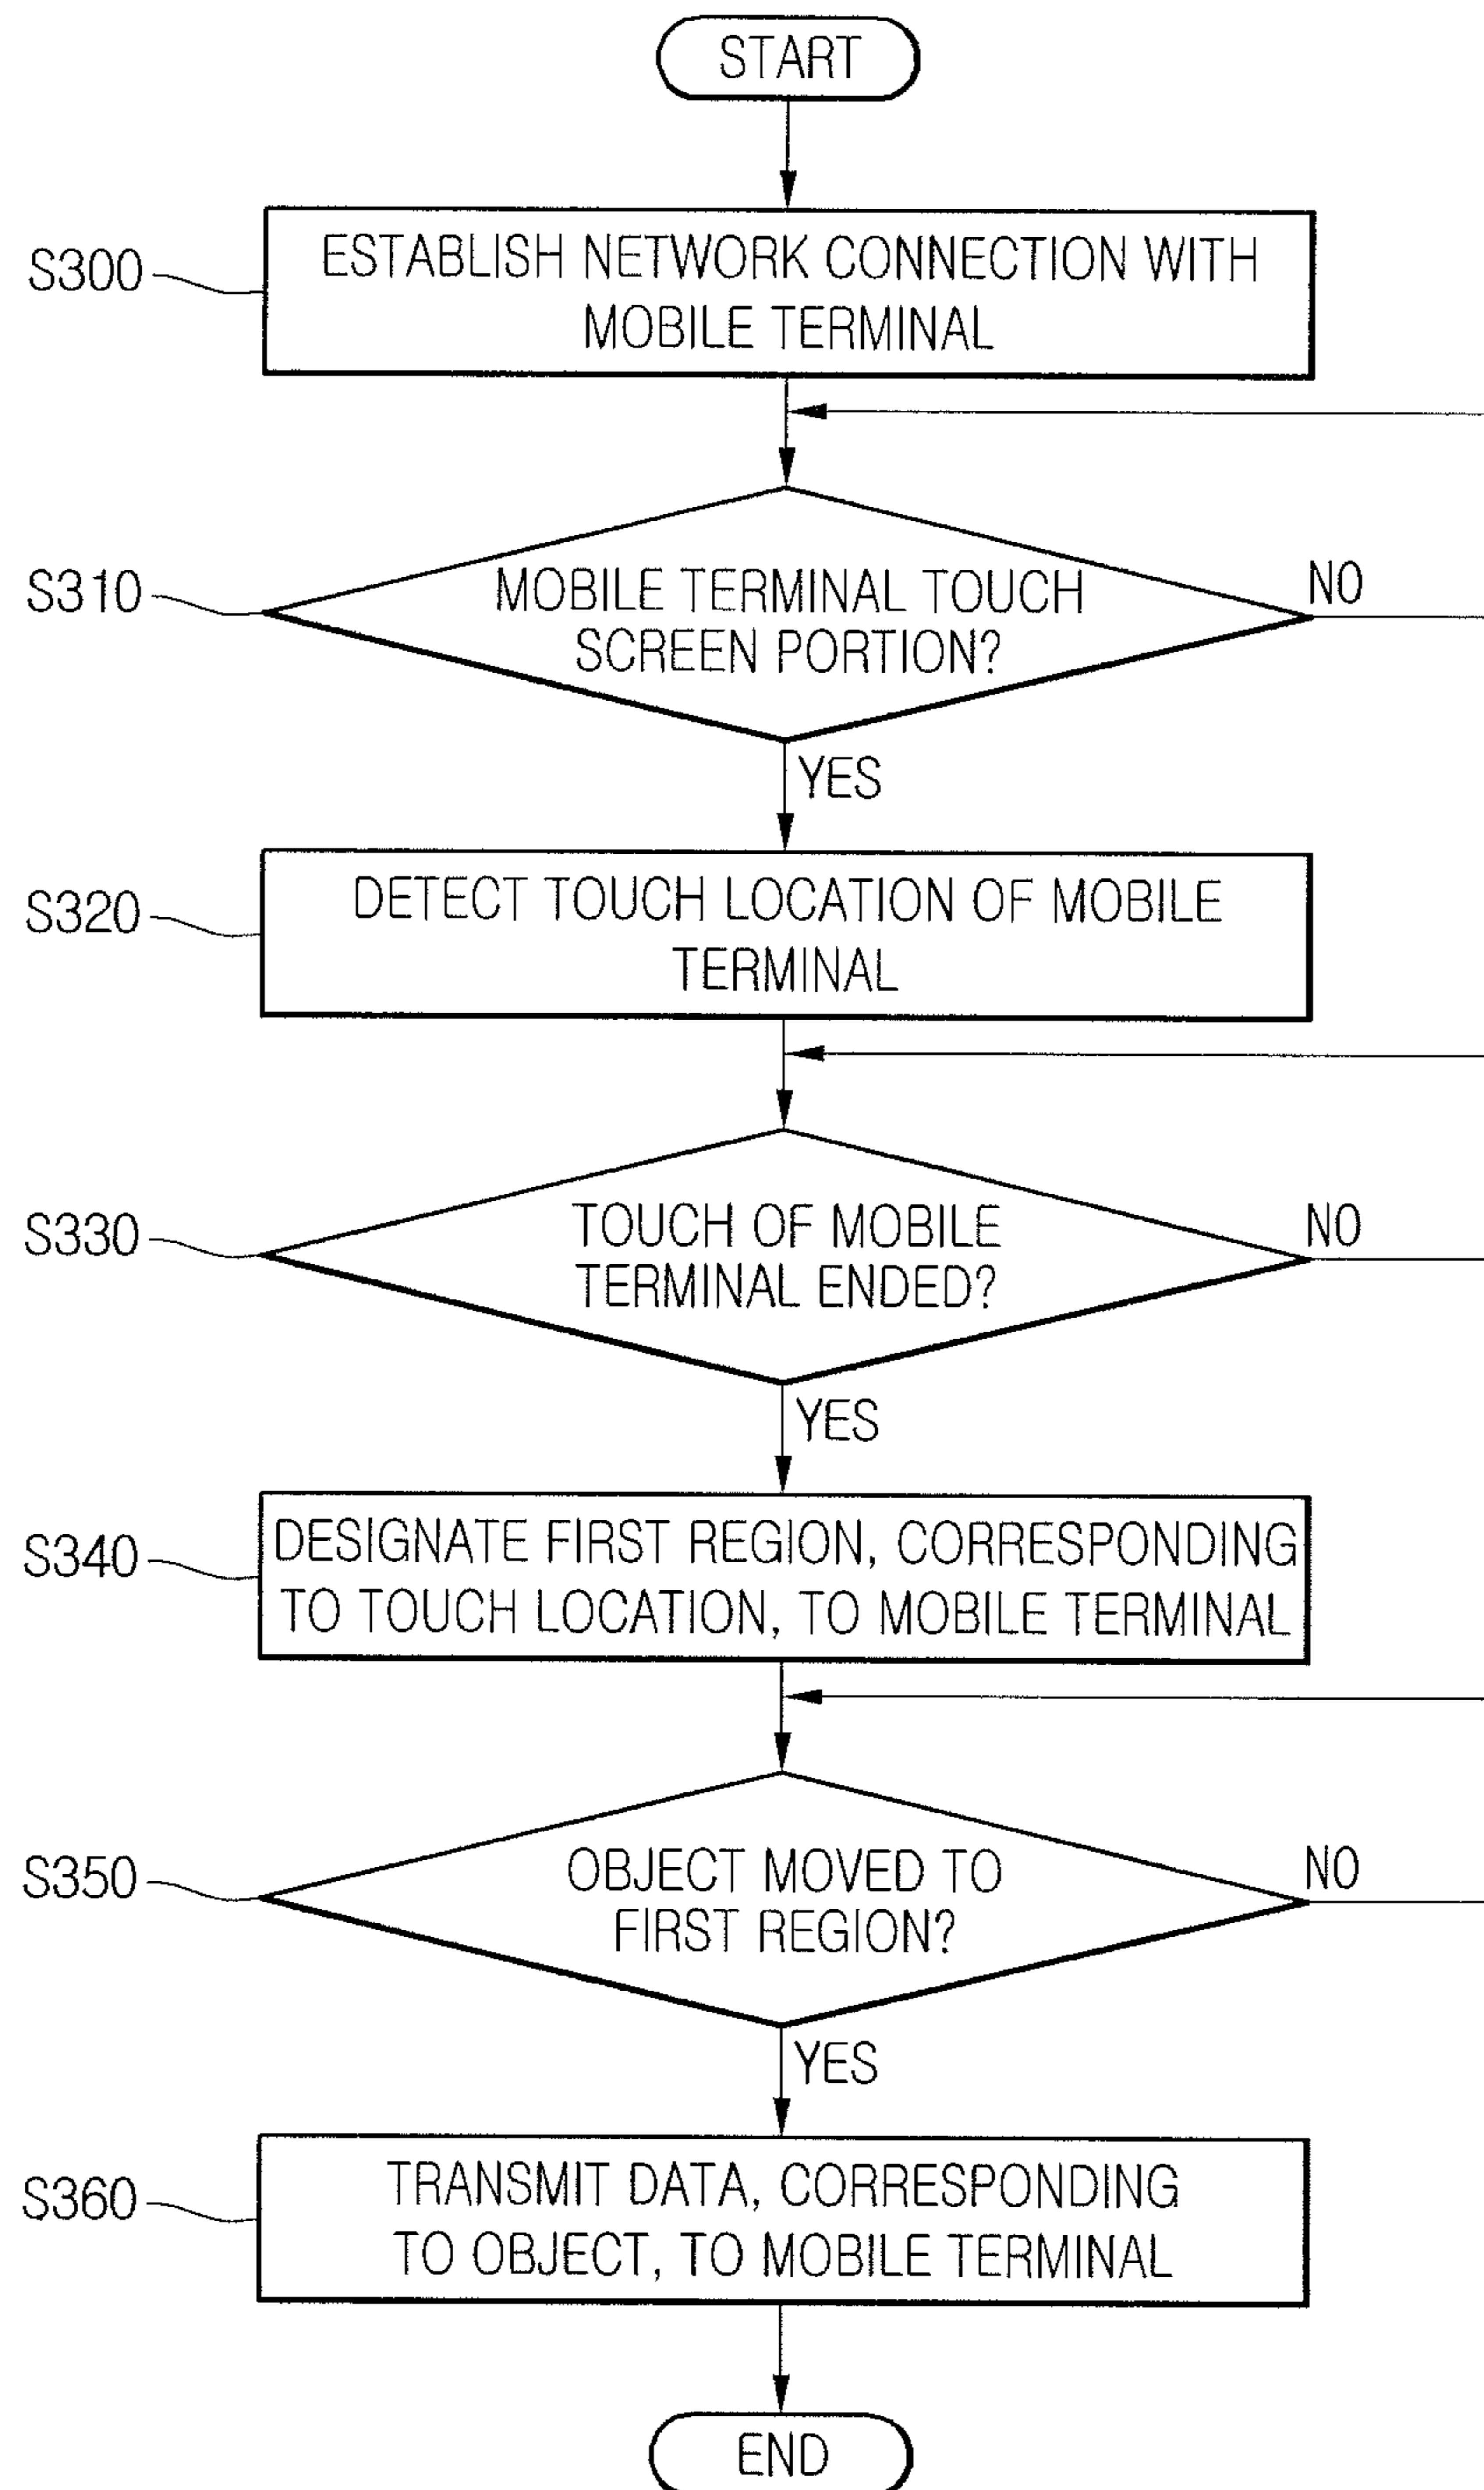 START
S300
ESTABLISH NETWORK CONNECTION WITH
MOBILE TERMINAL
S310
MOBILE TERMINAL TOUCH
SCREEN PORTION?
NO
YES
S320
DETECT TOUCH LOCATION OF MOBILE
TERMINAL
S330
TOUCH OF MOBILE
TERMINAL ENDED?
NO
YES
S340
DESIGNATE FIRST REGION, CORRESPONDING
TO TOUCH LOCATION, TO MOBILE TERMINAL
S350
OBJECT MOVED TO
FIRST REGION?
NO
YES
S360
TRANSMIT DATA, CORRESPONDING
TO OBJECT, TO MOBILE TERMINAL
END